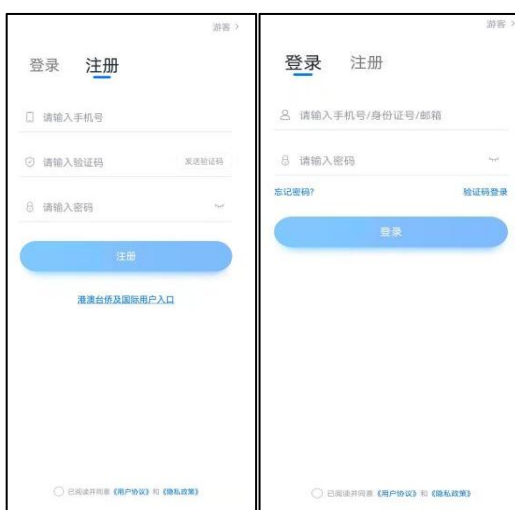 游客 >
登录 注册
请输入手机号
请输入验证码 发送验证码
请输入密码
注册
港澳台侨及国际用户入口
已阅读并同意《用户协议》和《隐私政策》
游客 >
登录 注册
请输入手机号/身份证号/邮箱
请输入密码
忘记密码? 验证码登录
登录
已阅读并同意《用户协议》和《隐私政策》